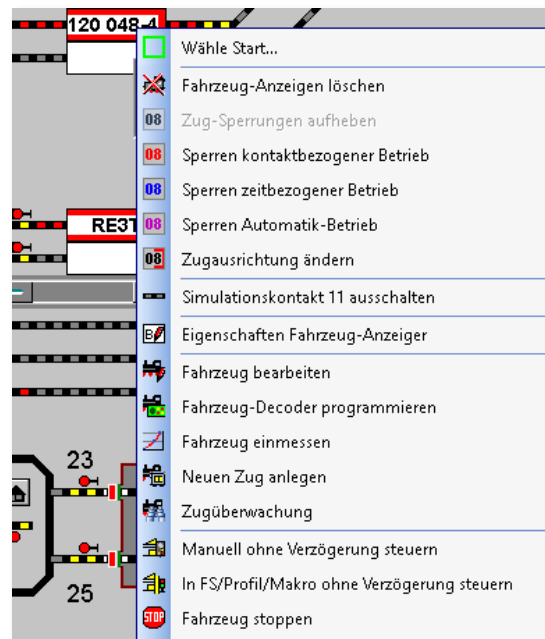 120 048-4
Wähle Start...
Fahrzeug-Anzeigen löschen
08 Zug-Sperrungen aufheben
08 Sperren kontaktbezogener Betrieb
08 Sperren zeitbezogener Betrieb
RE3T
08 Sperren Automatik-Betrieb
08 Zugausrichtung ändern
Simulationskontakt 11 ausschalten
Eigenschaften Fahrzeug-Anzeiger
Fahrzeug bearbeiten
Fahrzeug-Decoder programmieren
Fahrzeug einmessen
23
Neuen Zug anlegen
Zugüberwachung
Manuell ohne Verzögerung steuern
25
In FS/Profil/Makro ohne Verzögerung steuern
STOP Fahrzeug stoppen